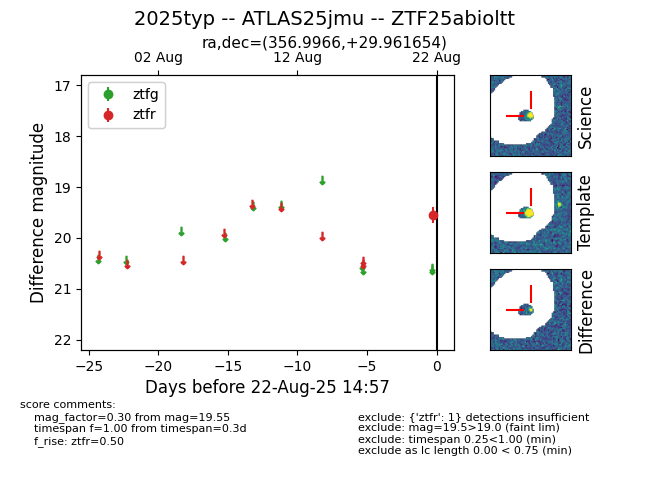 2025typ -- ATLAS25jmu -- ZTF25abioltt
ra,dec=(356.9966,+29.961654)
02 Aug 12 Aug 22 Aug
ztfg
ztfr
17
18
19
20
21
22
Difference magnitude
−25 −20 −15 −10 −5 0
Days before 22-Aug-25 14:57
Science
Template
Difference
score comments:
mag_factor=0.30 from mag=19.55
timespan f=1.00 from timespan=0.3d
f_rise: ztfr=0.50
exclude: {'ztfr': 1} detections insufficient
exclude: mag=19.5>19.0 (faint lim)
exclude: timespan 0.25<1.00 (min)
exclude as lc length 0.00 < 0.75 (min)